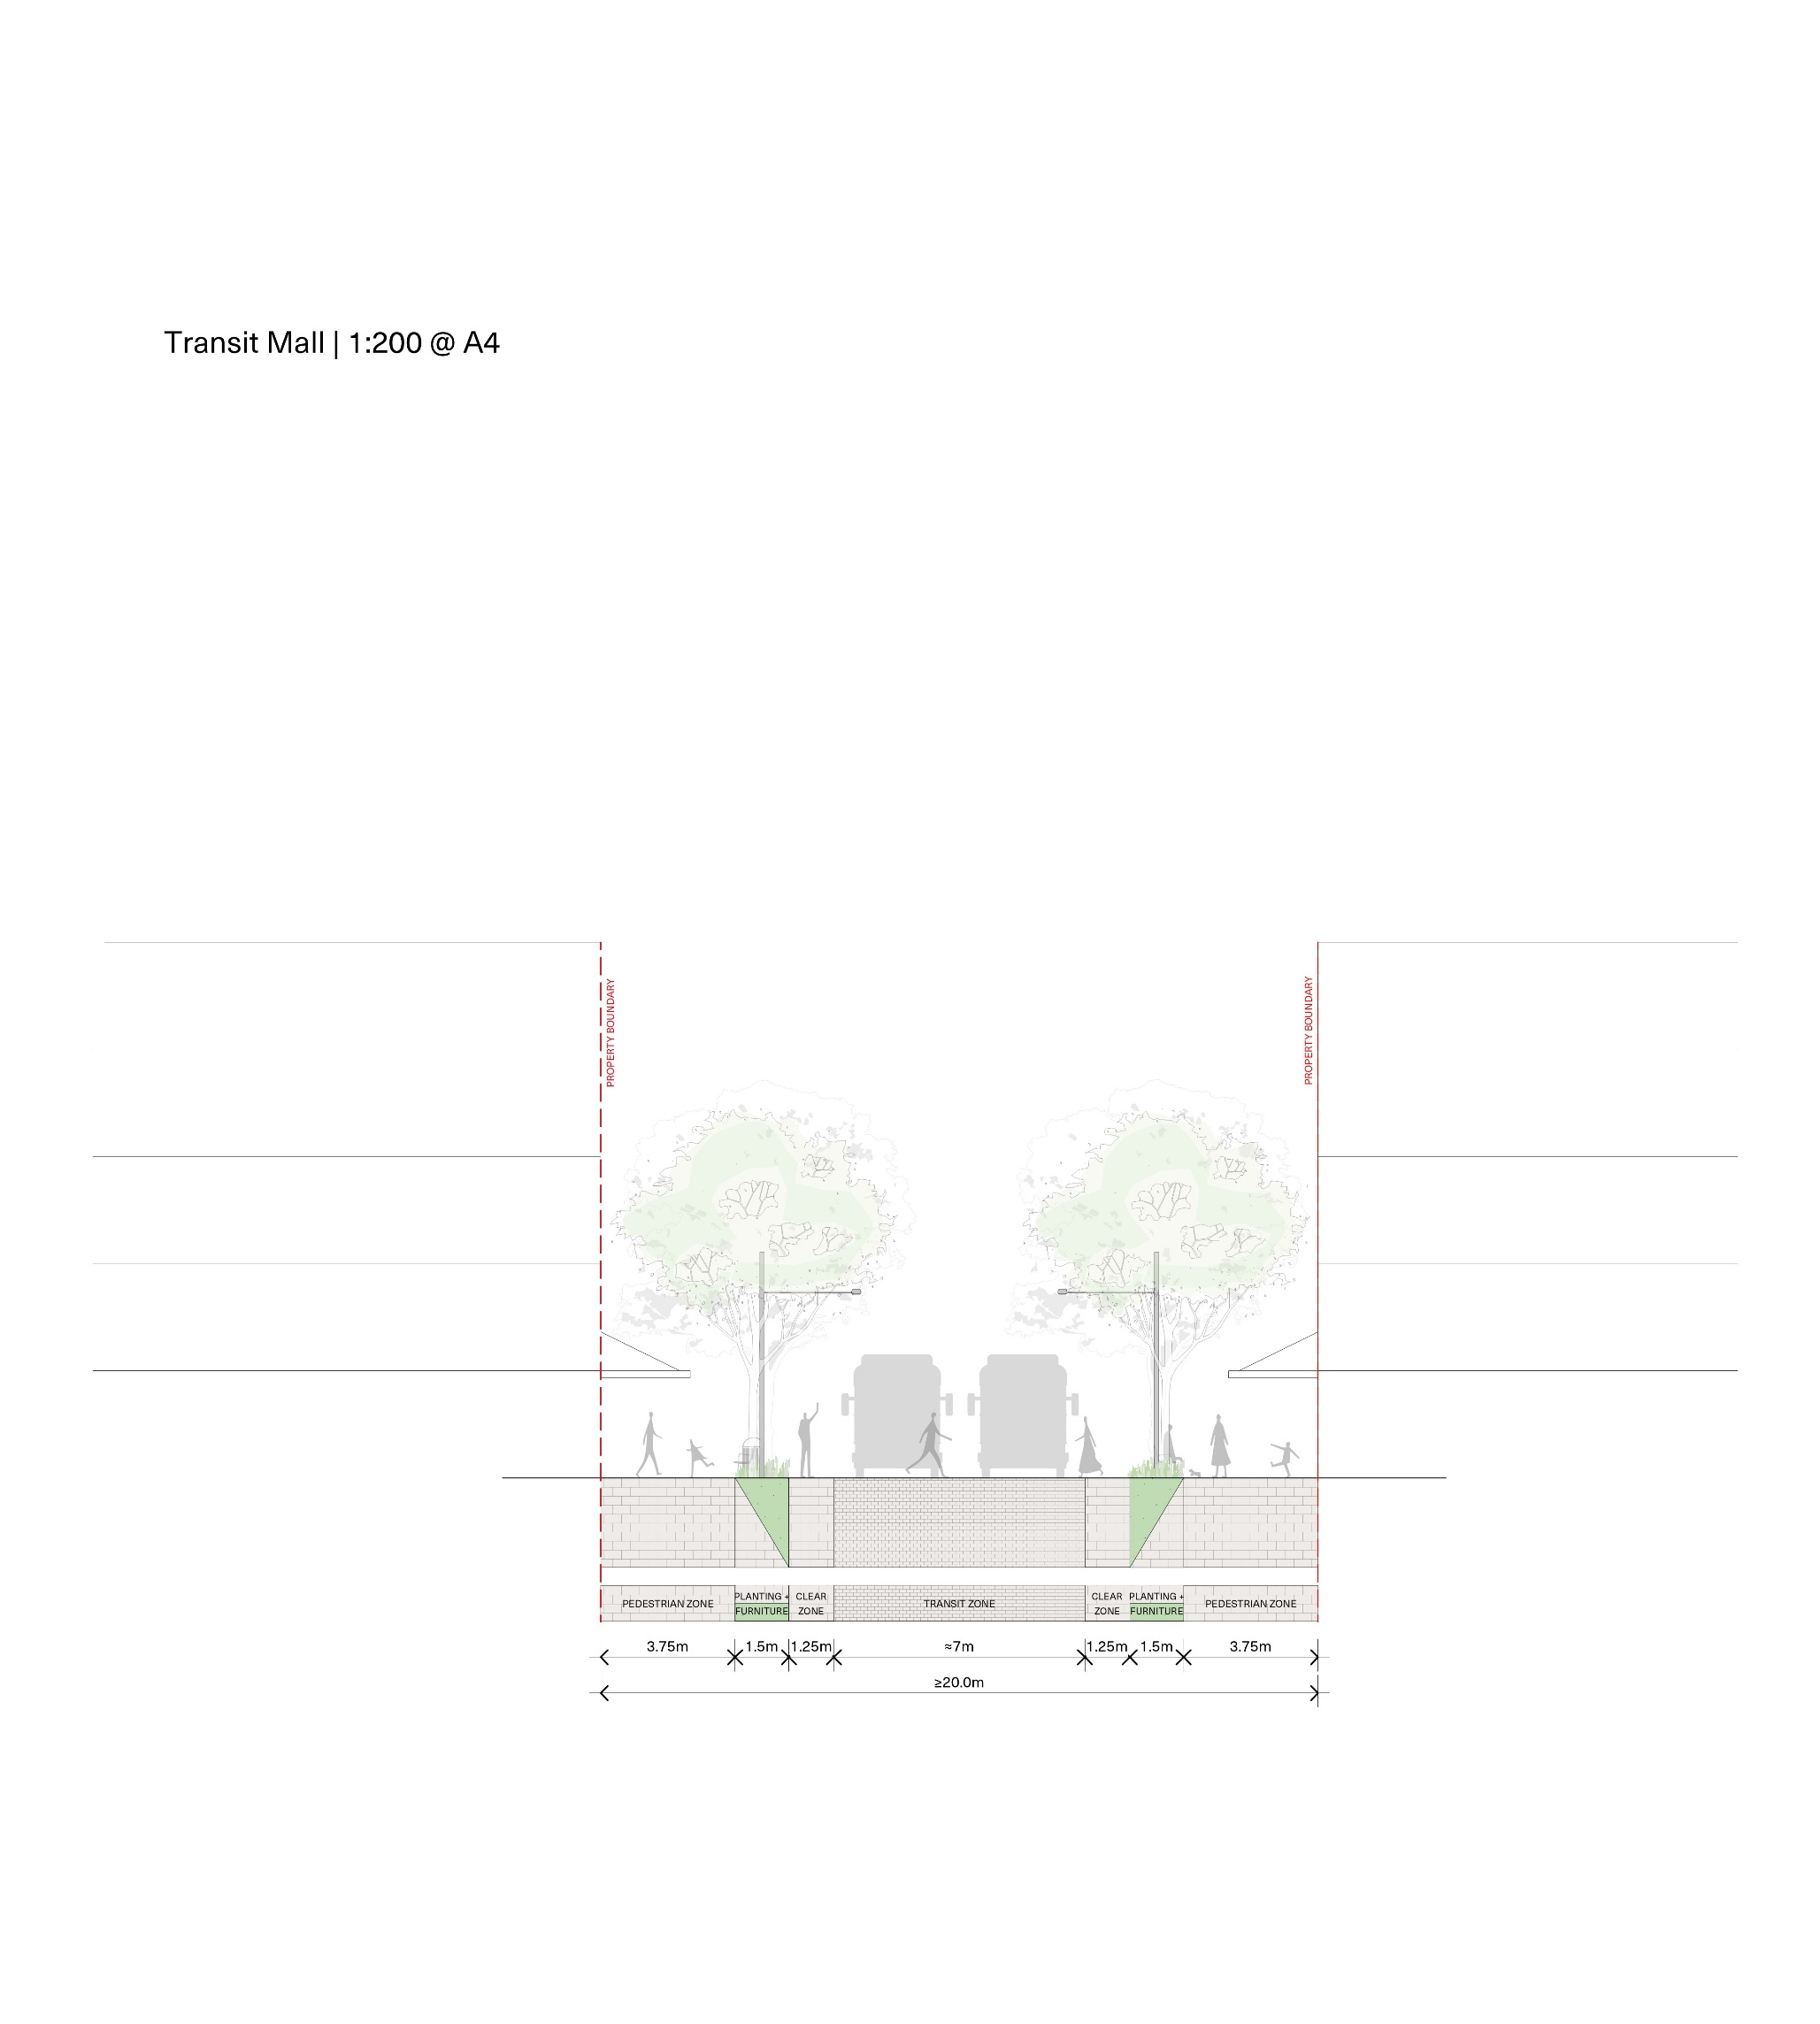 Transit Mall | 1:200 @ A4
PROPERTY BOUNDARY
PROPERTY BOUNDARY
PEDESTRIAN ZONE
PLANTING +
FURNITURE
CLEAR
ZONE
TRANSIT ZONE
CLEAR
ZONE
PLANTING +
FURNITURE
PEDESTRIAN ZONE
3.75m
1.5m
1.25m
≈7m
1.25m
1.5m
3.75m
≥20.0m